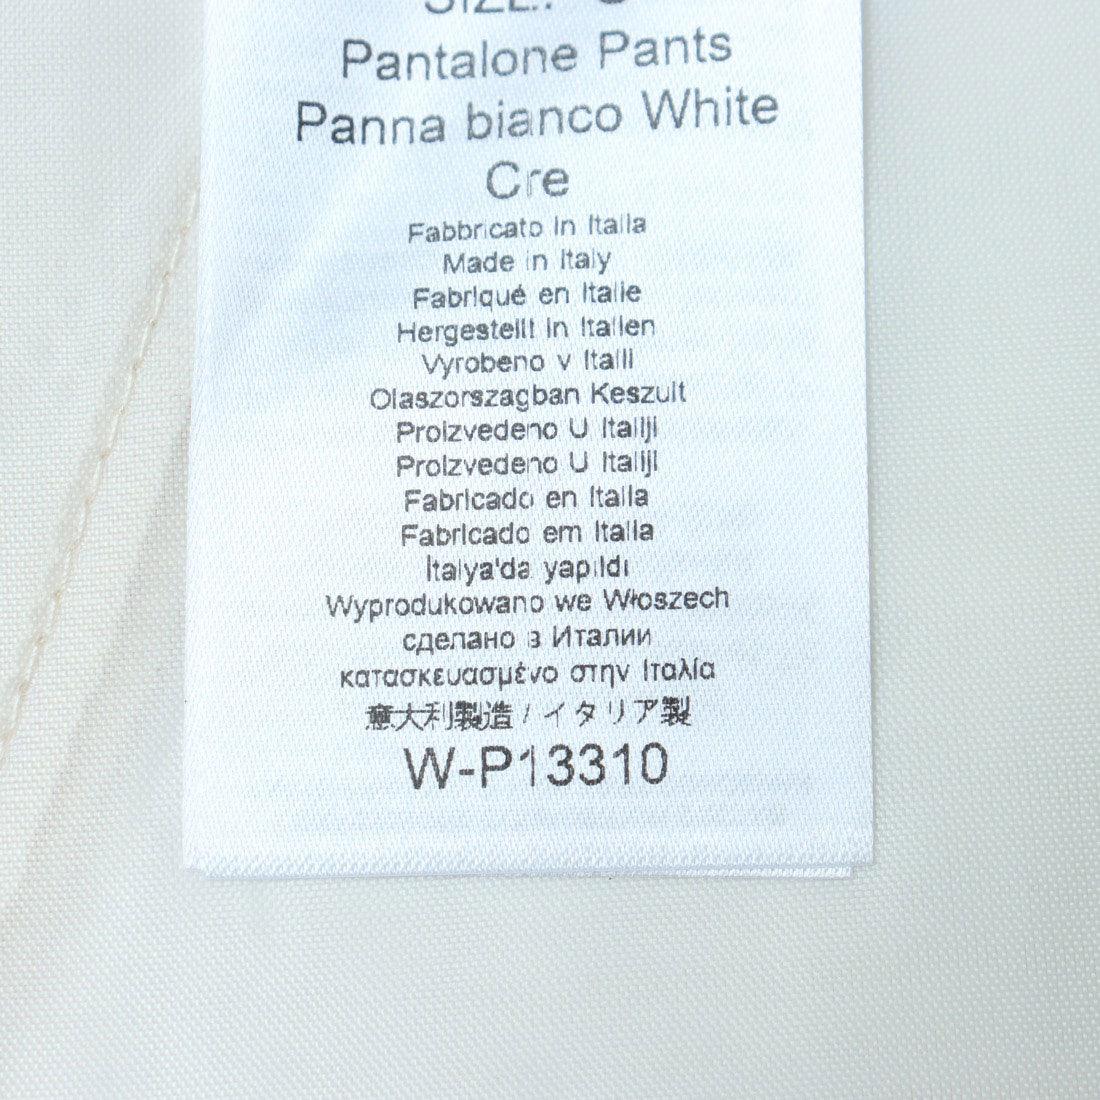 SIZE:
Pantalone Pants
Panna bianco White
Cre
Fabbricato in Italia
Made in Italy
Fabriqué en Italie
Hergestellt in Italien
Vyrobeno v Italii
Olaszorszagban Keszult
Proizvedeno U Italiji
Proizvedeno U Italiji
Fabricado en Italia
Fabricado em Italia
İtalya'da yapıldı
Wyprodukowano we Włoszech
сделано в Италии
κατασκευασμένο στην Ιταλία
意大利製造 / イタリア製
W-P13310